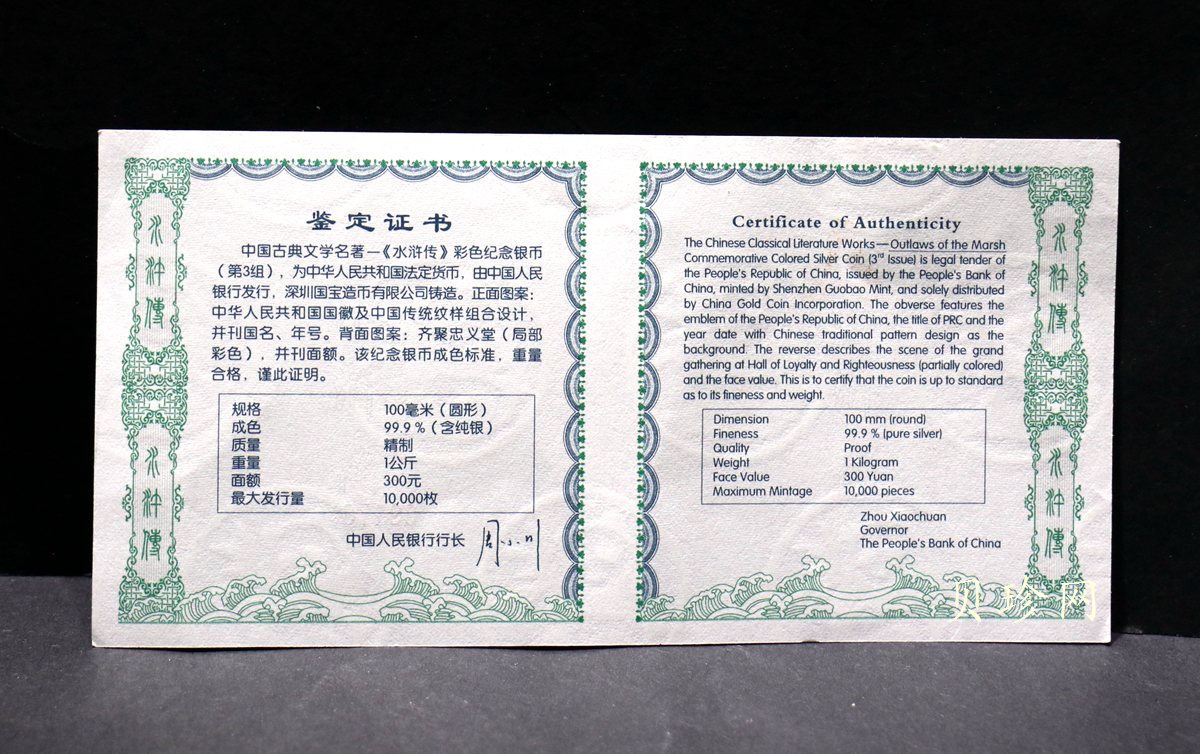 水滸傳
水滸傳
鉴定证书
中国古典文学名著—《水浒传》彩色纪念银币
（第3组），为中华人民共和国法定货币，由中国人民
银行发行，深圳国宝造币有限公司铸造。正面图案：
中华人民共和国国徽及中国传统纹样组合设计，
并刊国名、年号。背面图案：齐聚忠义堂（局部
彩色），并刊面额。该纪念银币成色标准，重量
合格，谨此证明。
规格 100毫米（圆形）
成色 99.9％（含纯银）
质量 精制
重量 1公斤
面额 300元
最大发行量 10,000枚
中国人民银行行长 周小川
Certificate of Authenticity
The Chinese Classical Literature Works—Outlaws of the Marsh
Commemorative Colored Silver Coin (3rd Issue) is legal tender of
the People's Republic of China, issued by the People's Bank of
China, minted by Shenzhen Guobao Mint, and solely distributed
by China Gold Coin Incorporation. The obverse features the
emblem of the People's Republic of China, the title of PRC and the
year date with Chinese traditional pattern design as the
background. The reverse describes the scene of the grand
gathering at Hall of Loyalty and Righteousness (partially colored)
and the face value. This is to certify that the coin is up to standard
as to its fineness and weight.
Dimension 100 mm (round)
Fineness 99.9 % (pure silver)
Quality Proof
Weight 1 Kilogram
Face Value 300 Yuan
Maximum Mintage 10,000 pieces
Zhou Xiaochuan
Governor
The People's Bank of China
水滸傳
水滸傳
贝珍网